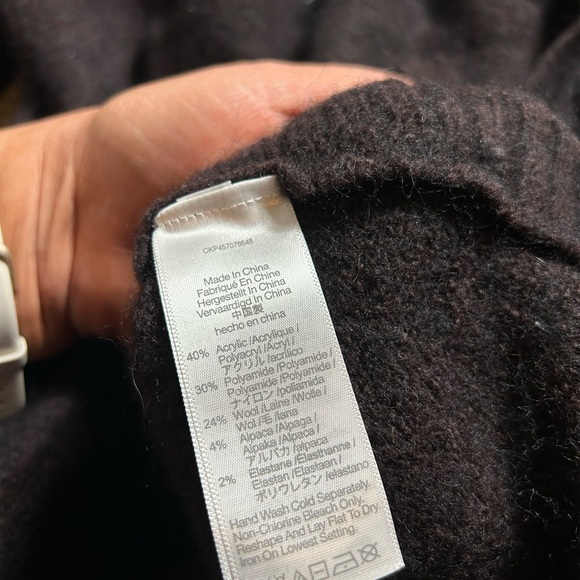 CKP457076645
Made In China
Fabriqué En Chine
Hergestellt In China
Vervaardigd In China
中国製
hecho en china
40% Acrylic /Acrylique /
Polyacryl /Acryl /
アクリル /acrílico
30% Polyamide /Polyamide /
Polyamide /Polyamide /
ナイロン /poliamida
24% Wool /Laine /Wolle /
Wol /毛 /lana
4% Alpaca /Alpaga /
Alpaka /Alpaca /
アルパカ /alpaca
2% Elastane /Elasthanne /
Elastan /Elastaan /
ポリウレタン /elastano
Hand Wash Cold Separately.
Non-Chlorine Bleach Only.
Reshape And Lay Flat To Dry.
Iron On Lowest Setting.